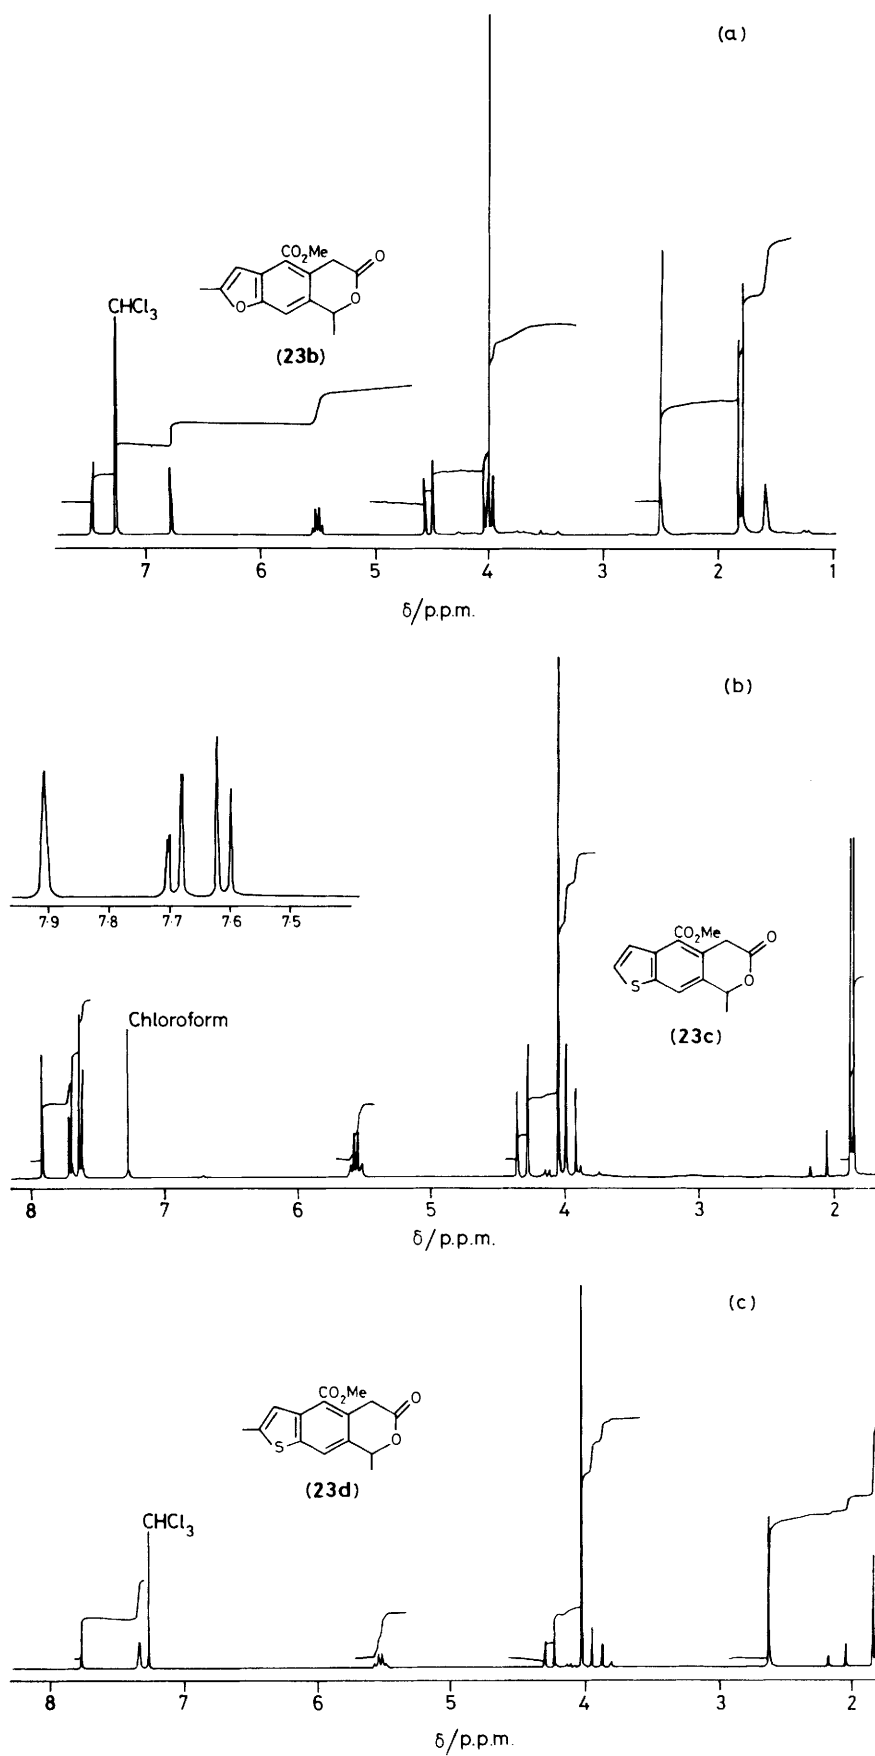 (a)
CO₂Me
O
O
O
(23b)
CHCl₃
7 6 5 4 3 2 1
δ/p.p.m.
(b)
7·9 7·8 7·7 7·6 7·5
CO₂Me
O
S
O
(23c)
Chloroform
8 7 6 5 4 3 2
δ/p.p.m.
(c)
CO₂Me
O
S
O
(23d)
CHCl₃
8 7 6 5 4 3 2
δ/p.p.m.